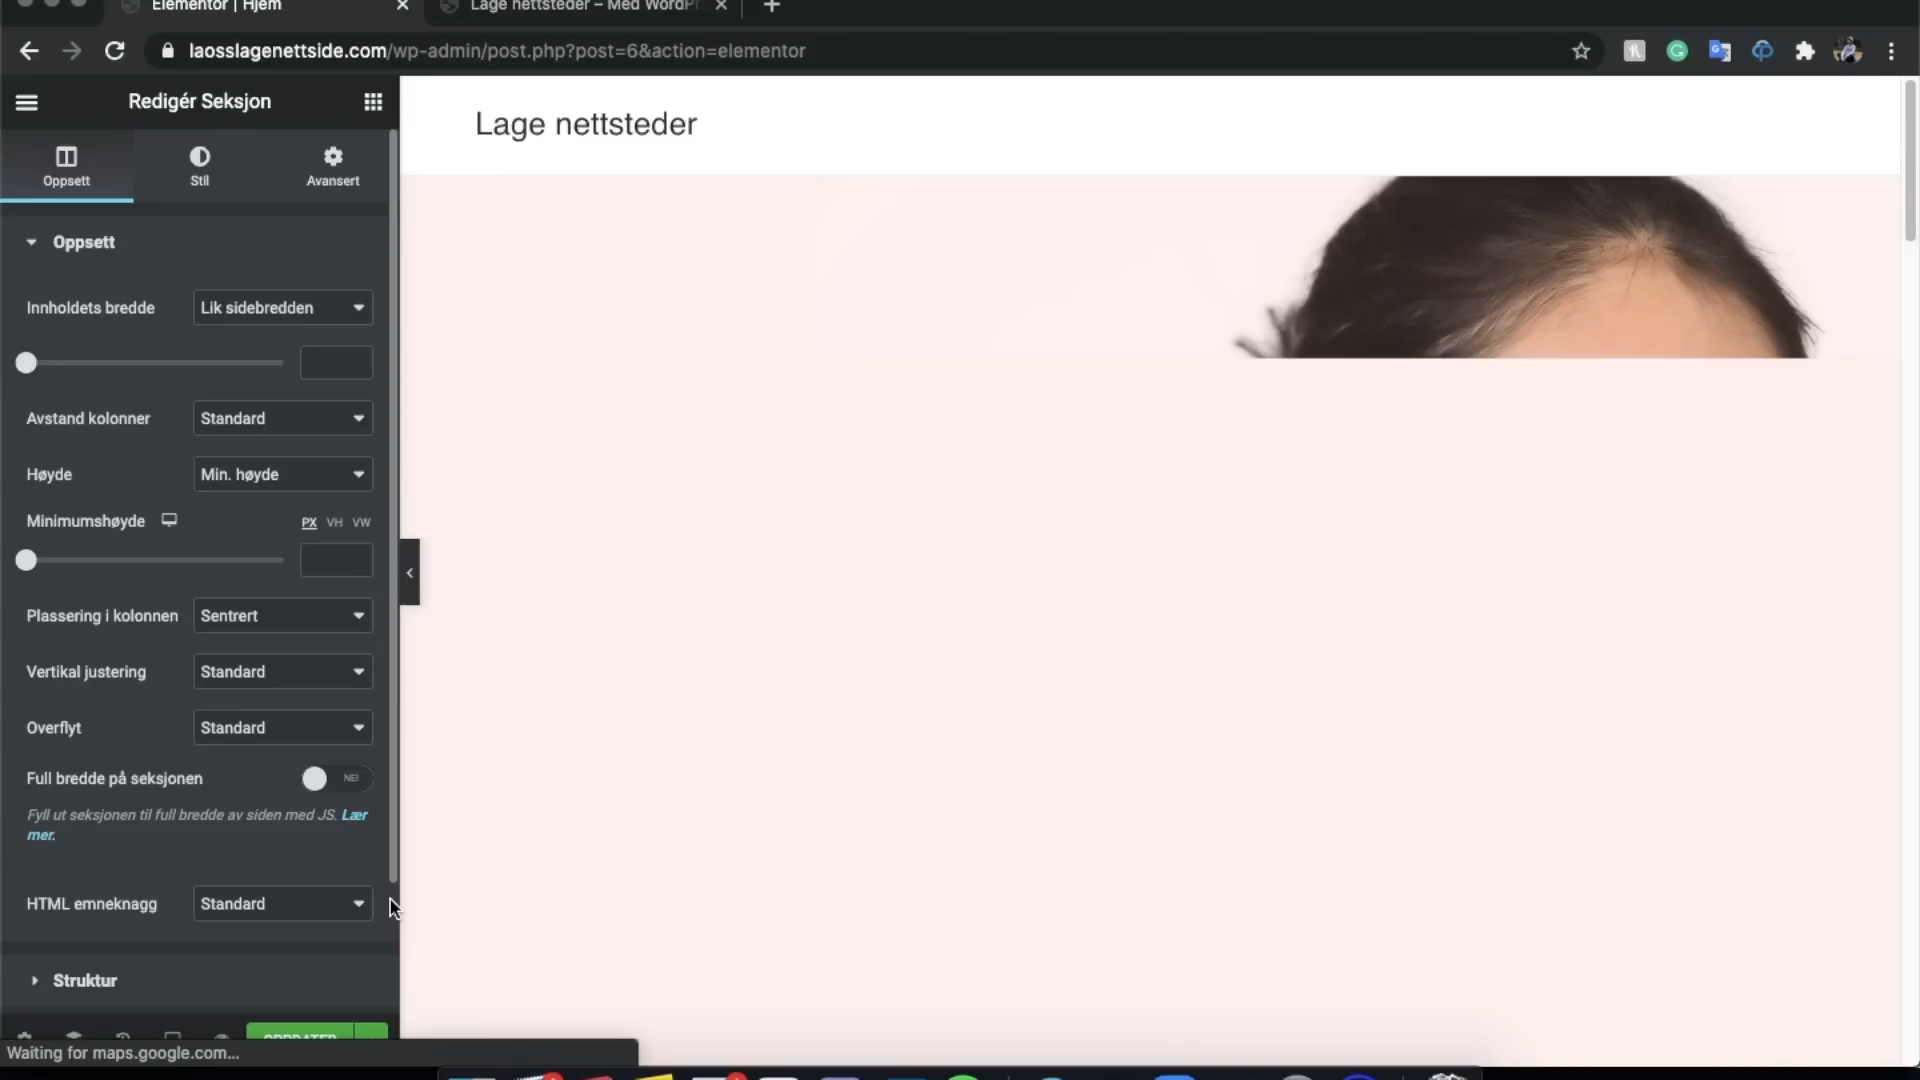 Elementor | Hjem
Lage nettsteder – Med WordPr
laosslagenettside.com/wp-admin/post.php?post=6&action=elementor
Redigér Seksjon
Oppsett
Stil
Avansert
Oppsett
Innholdets bredde
Lik sidebredden
Avstand kolonner
Standard
Høyde
Min. høyde
Minimumshøyde
PX VH VW
Plassering i kolonnen
Sentrert
Vertikal justering
Standard
Overflyt
Standard
Full bredde på seksjonen
NEI
Fyll ut seksjonen til full bredde av siden med JS. Lær
mer.
HTML emneknagg
Standard
Struktur
OPPDATER
Waiting for maps.google.com...
Lage nettsteder